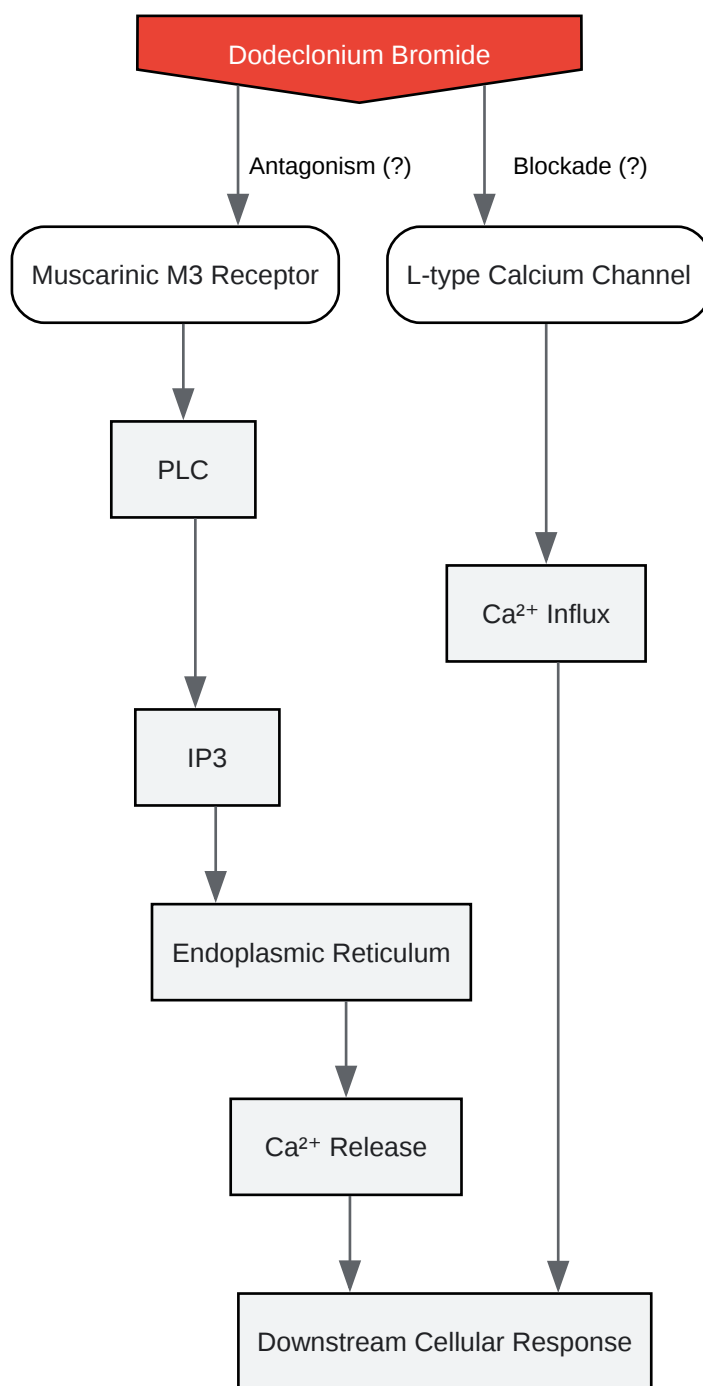 Dodeclonium Bromide
Antagonism (?)
Blockade (?)
Muscarinic M3 Receptor
L-type Calcium Channel
PLC
Ca²⁺ Influx
IP3
Endoplasmic Reticulum
Ca²⁺ Release
Downstream Cellular Response